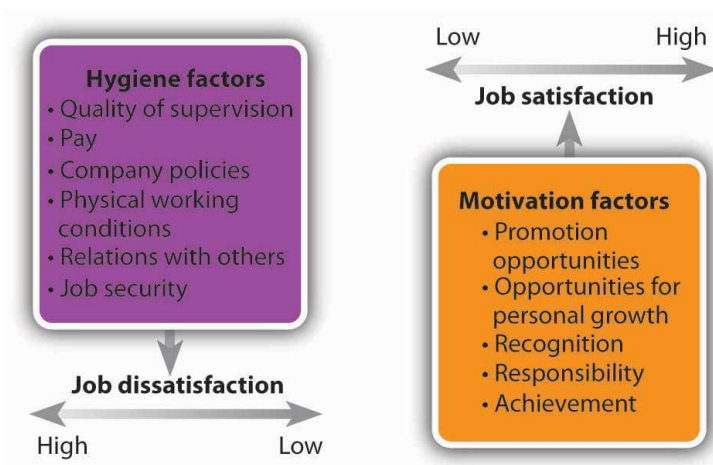 Hygiene factors
• Quality of supervision
• Pay
• Company policies
• Physical working
conditions
• Relations with others
• Job security
Job dissatisfaction
High Low
Low High
Job satisfaction
Motivation factors
• Promotion
opportunities
• Opportunities for
personal growth
• Recognition
• Responsibility
• Achievement